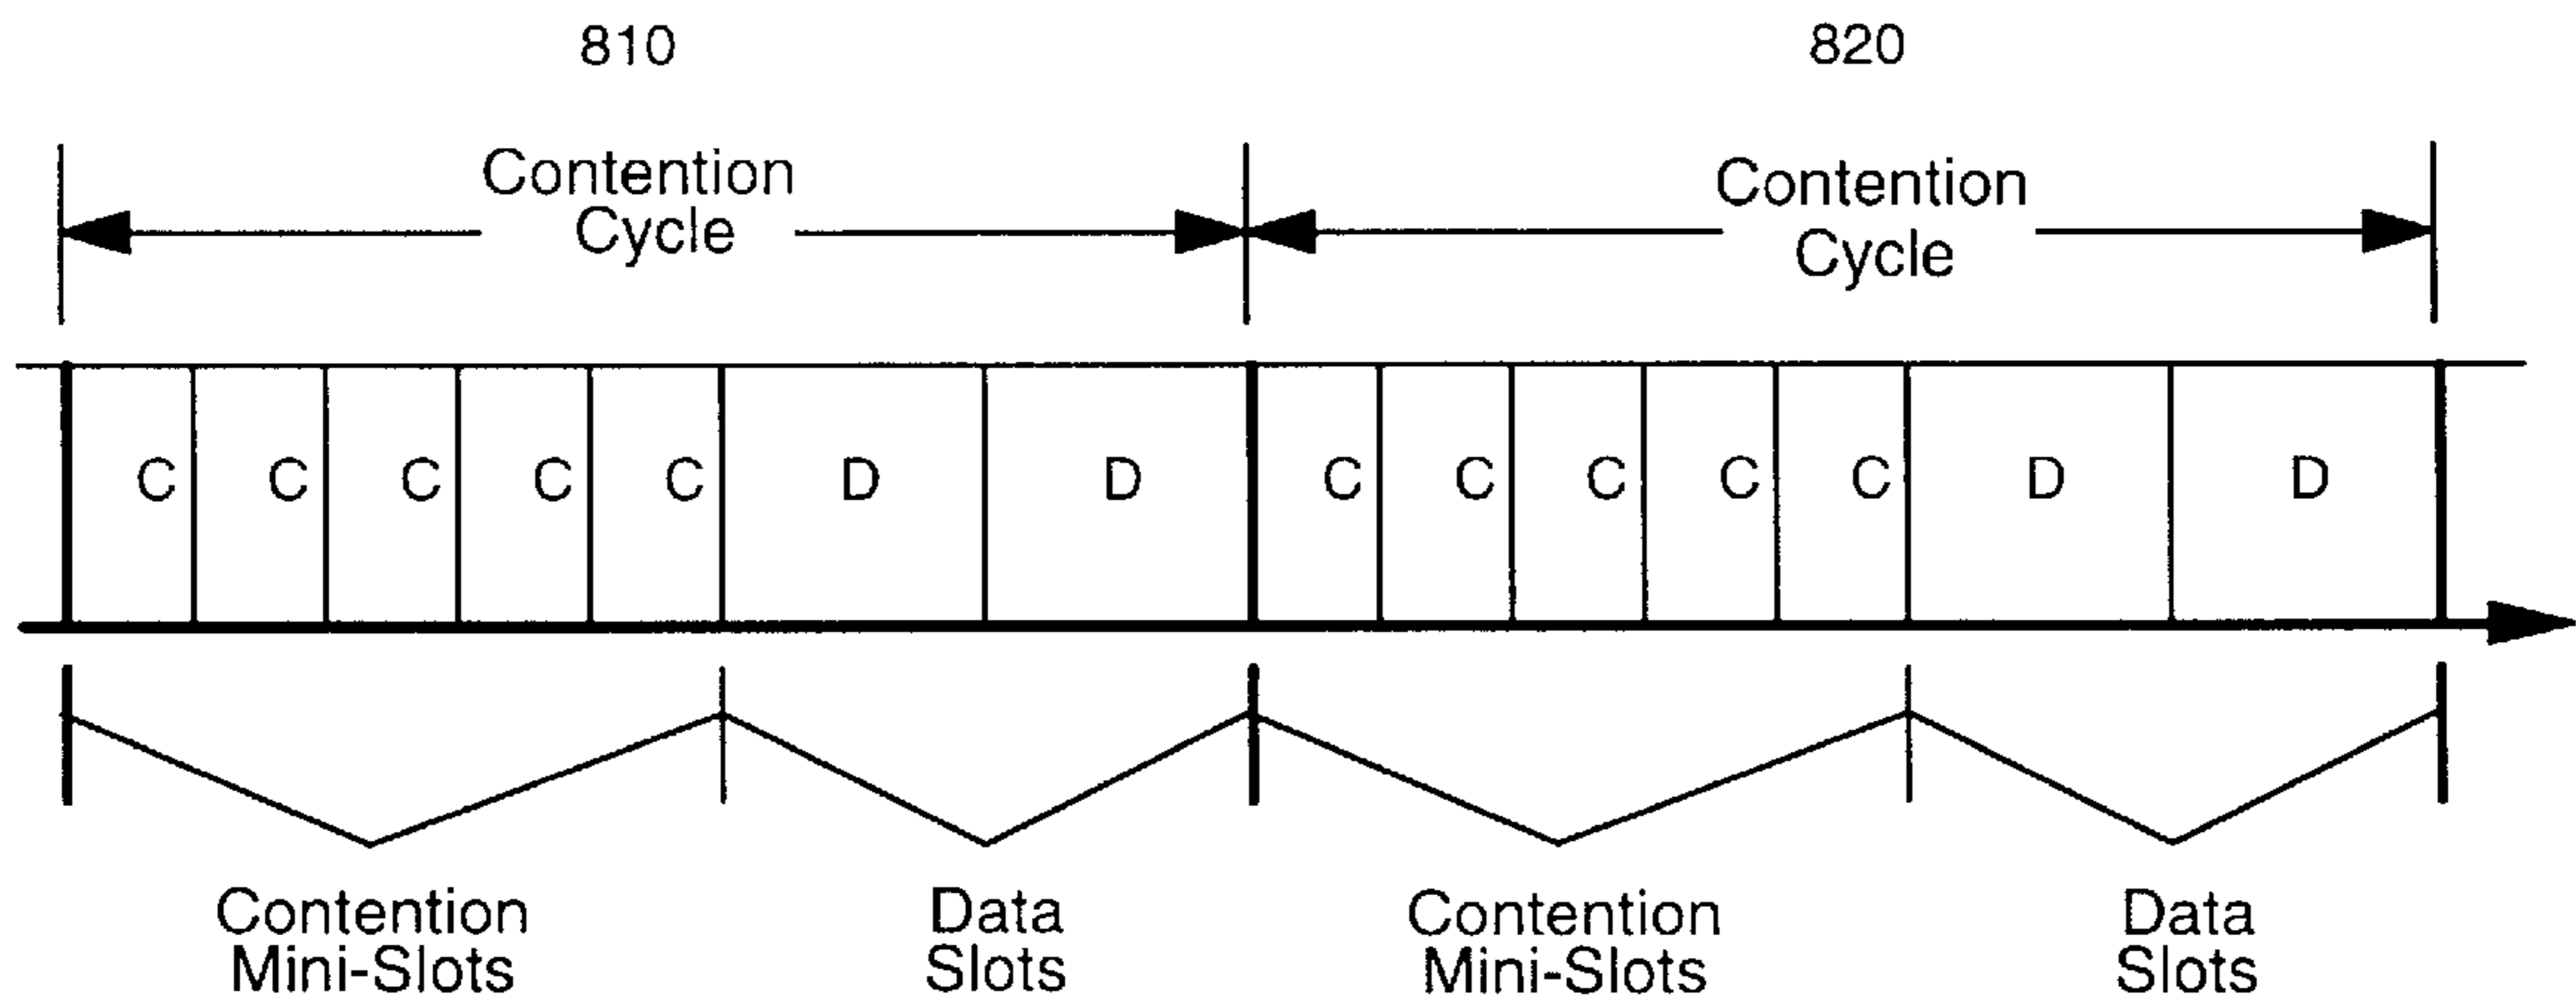 810 820
Contention
Cycle
Contention
Cycle
C C C C C D D C C C C C D D
Contention
Mini-Slots
Data
Slots
Contention
Mini-Slots
Data
Slots